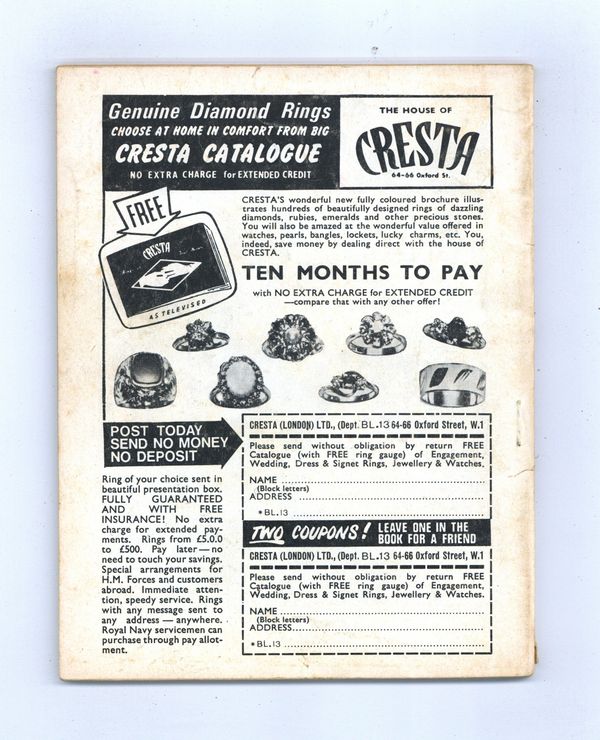 Genuine Diamond Rings
CHOOSE AT HOME IN COMFORT FROM BIG
CRESTA CATALOGUE
NO EXTRA CHARGE for EXTENDED CREDIT
THE HOUSE OF
CRESTA
64-66 Oxford St.
FREE
CRESTA
AS TELEVISED
CRESTA'S wonderful new fully coloured brochure illus-
trates hundreds of beautifully designed rings of dazzling
diamonds, rubies, emeralds and other precious stones.
You will also be amazed at the wonderful value offered in
watches, pearls, bangles, lockets, lucky charms, etc. You,
indeed, save money by dealing direct with the house of
CRESTA.
TEN MONTHS TO PAY
with NO EXTRA CHARGE for EXTENDED CREDIT
—compare that with any other offer!
POST TODAY
SEND NO MONEY
NO DEPOSIT
Ring of your choice sent in
beautiful presentation box.
FULLY GUARANTEED
AND WITH FREE
INSURANCE! No extra
charge for extended pay-
ments. Rings from £5.0.0
to £500. Pay later—no
need to touch your savings.
Special arrangements for
H.M. Forces and customers
abroad. Immediate atten-
tion, speedy service. Rings
with any message sent to
any address — anywhere.
Royal Navy servicemen can
purchase through pay allot-
ment.
CRESTA (LONDON) LTD., (Dept. BL.13 64-66 Oxford Street, W.1
Please send without obligation by return FREE
Catalogue (with FREE ring gauge) of Engagement,
Wedding, Dress & Signet Rings, Jewellery & Watches.
NAME
(Block letters)
ADDRESS
*BL.13
TWO COUPONS! LEAVE ONE IN THE
BOOK FOR A FRIEND
CRESTA (LONDON) LTD., (Dept. BL.13 64-66 Oxford Street, W.1
Please send without obligation by return FREE
Catalogue (with FREE ring gauge) of Engagement,
Wedding, Dress & Signet Rings, Jewellery & Watches.
NAME
(Block letters)
ADDRESS
*BL.13